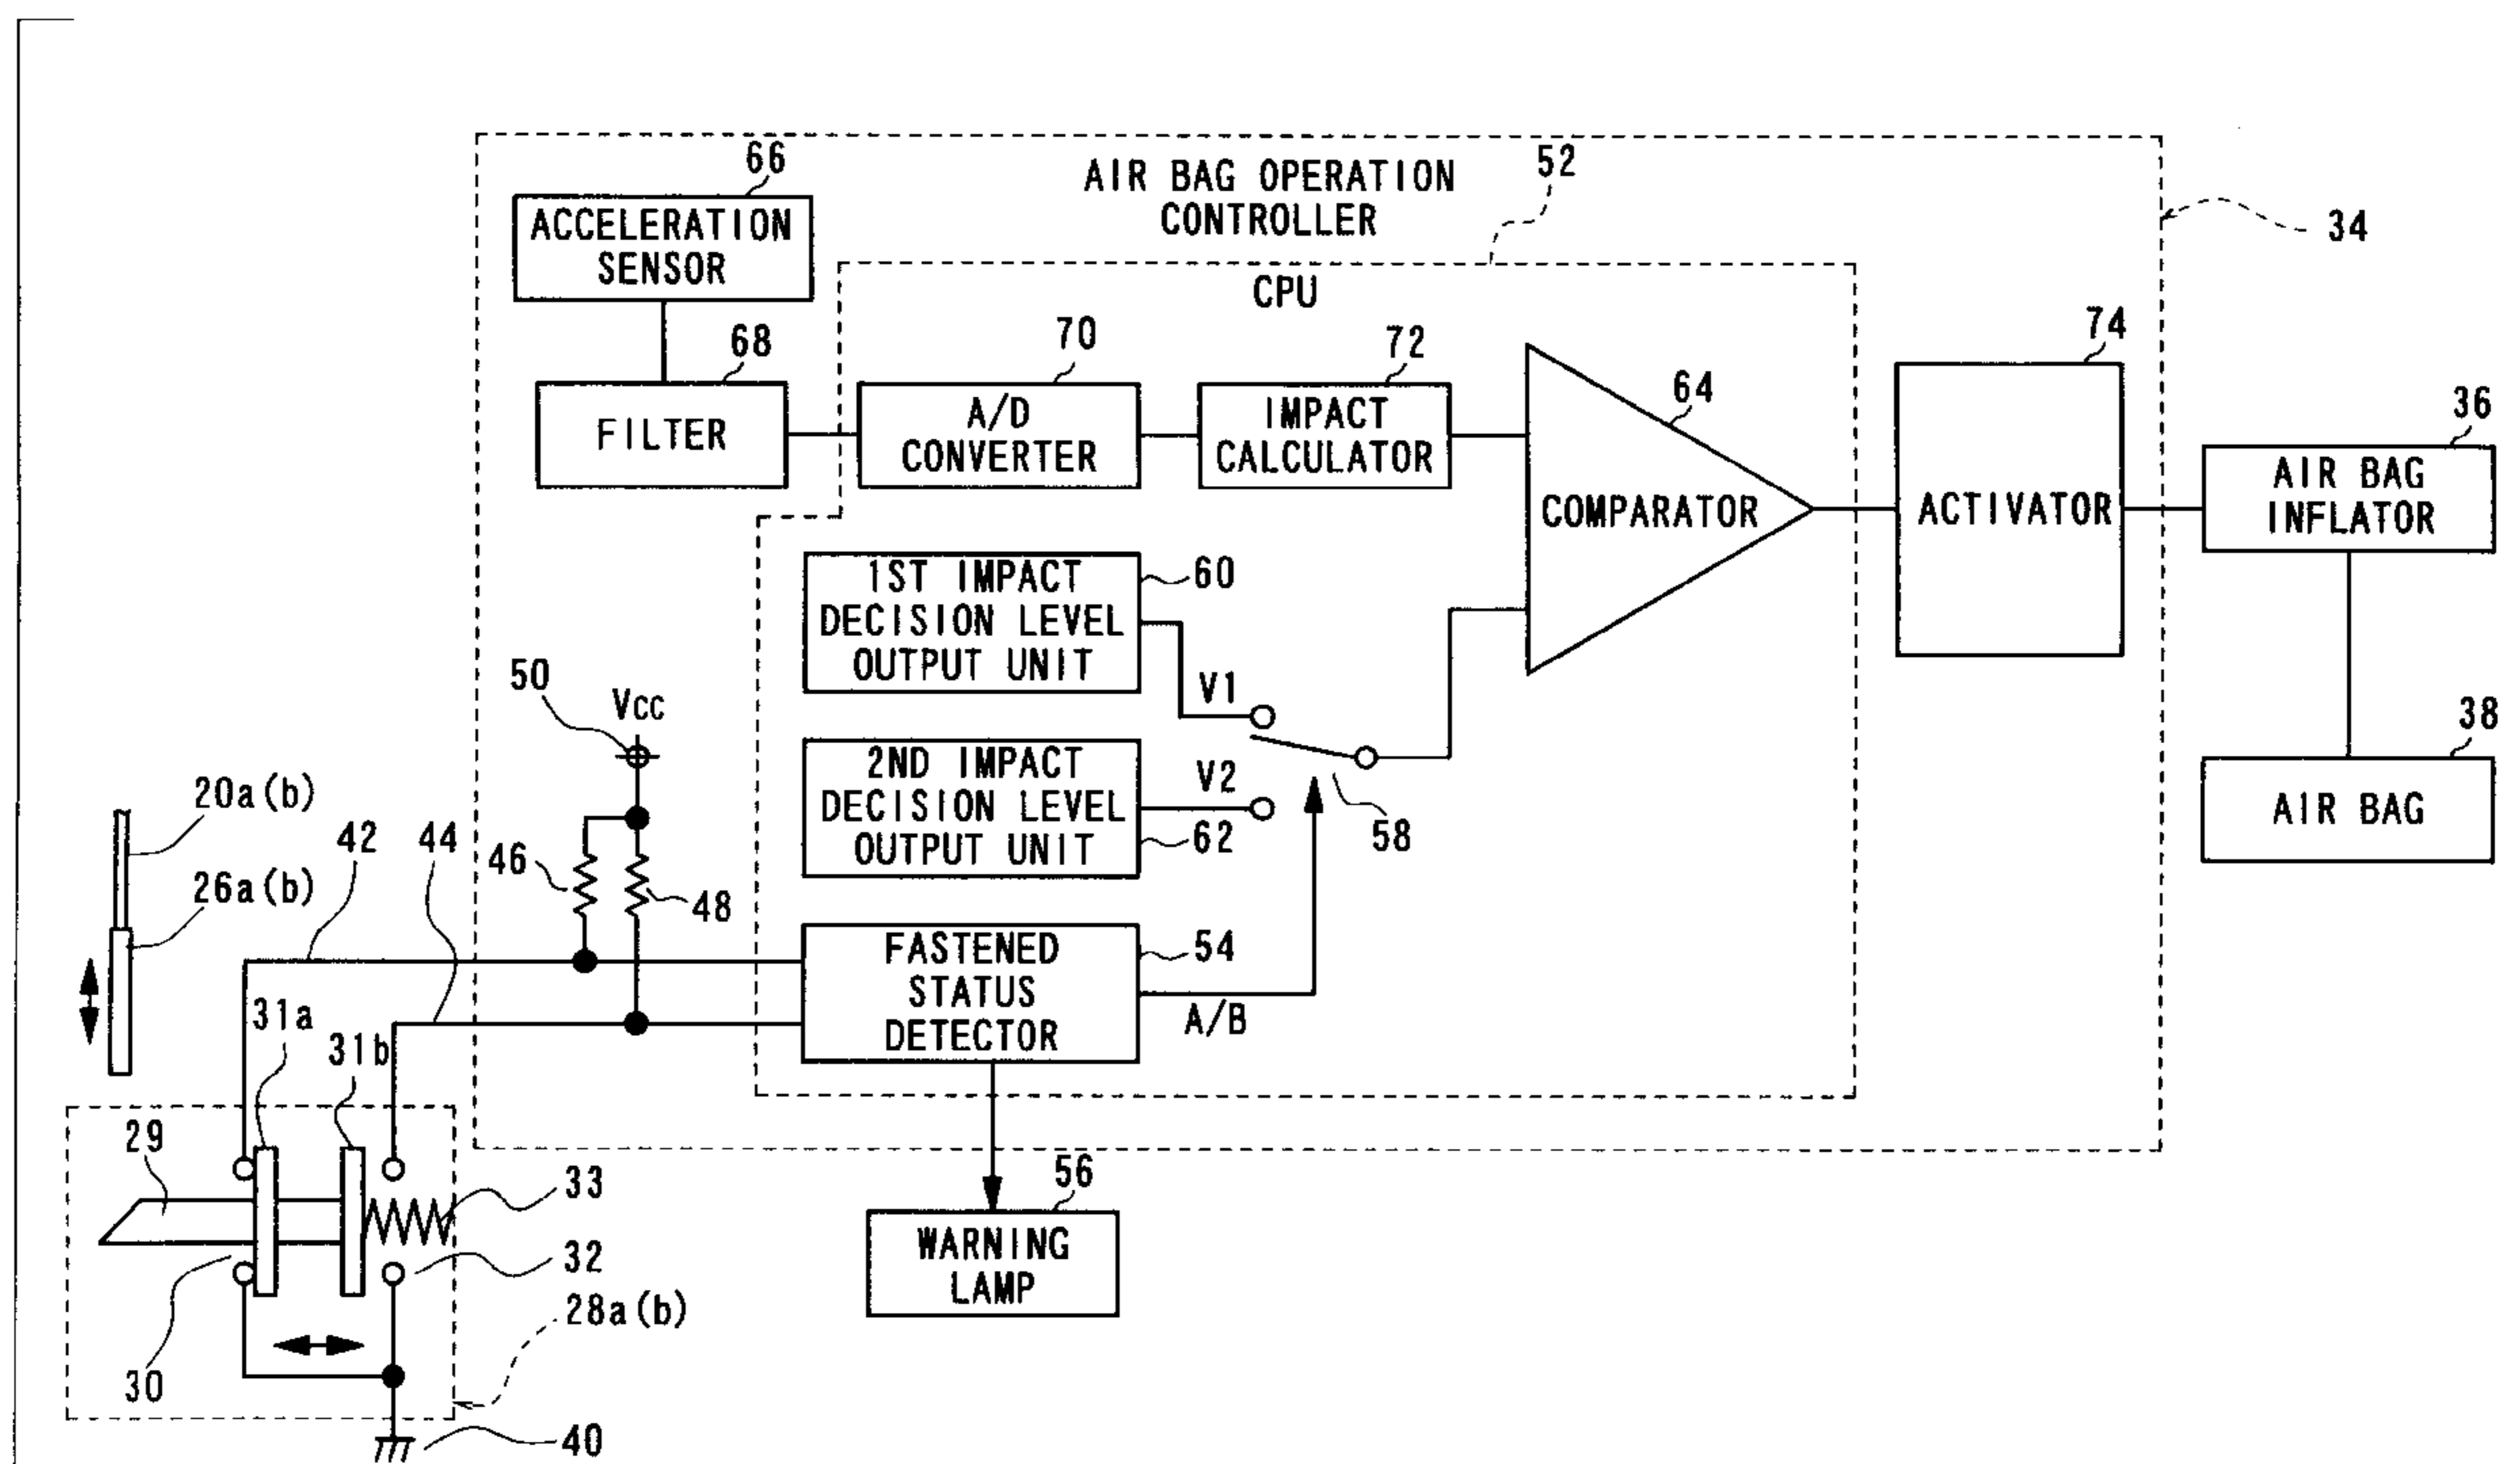 AIR BAG OPERATION
CONTROLLER
52
34
66
ACCELERATION
SENSOR
CPU
68
FILTER
70
A/D
CONVERTER
72
IMPACT
CALCULATOR
64
COMPARATOR
74
ACTIVATOR
36
AIR BAG
INFLATOR
38
AIR BAG
1ST IMPACT
DECISION LEVEL
OUTPUT UNIT
60
V1
50
VCC
2ND IMPACT
DECISION LEVEL
OUTPUT UNIT
62
V2
58
20a(b)
26a(b)
42
44
46
48
FASTENED
STATUS
DETECTOR
54
A/B
31a
31b
29
33
32
30
28a(b)
40
56
WARNING
LAMP